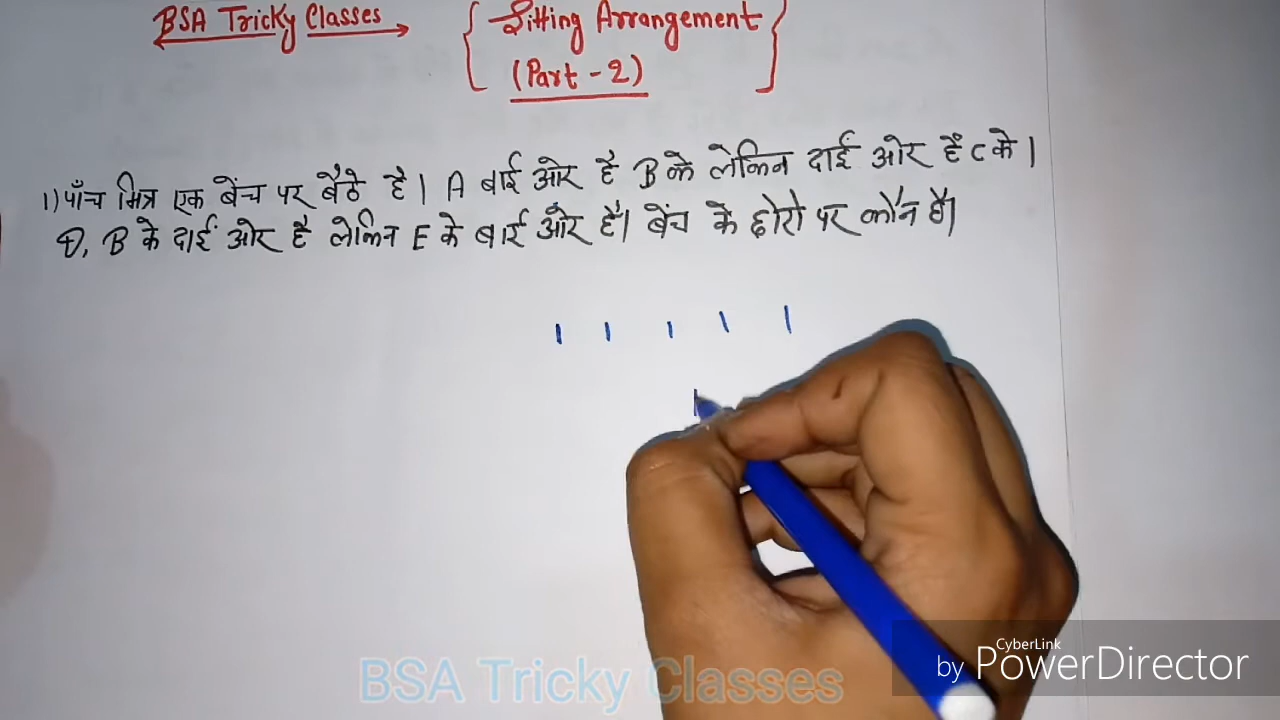 BSA Tricky Classes
Sitting Arrangement
(Part-2)
1) पाँच मित्र एक बेंच पर बैठे है। A बाई ओर है B के लेकिन दाई ओर है C के।
D, B के दाई ओर है लेकिन E के बाई ओर है। बेंच के छोरो पर कौन है।
BSA Tricky Classes
by CyberLink PowerDirector